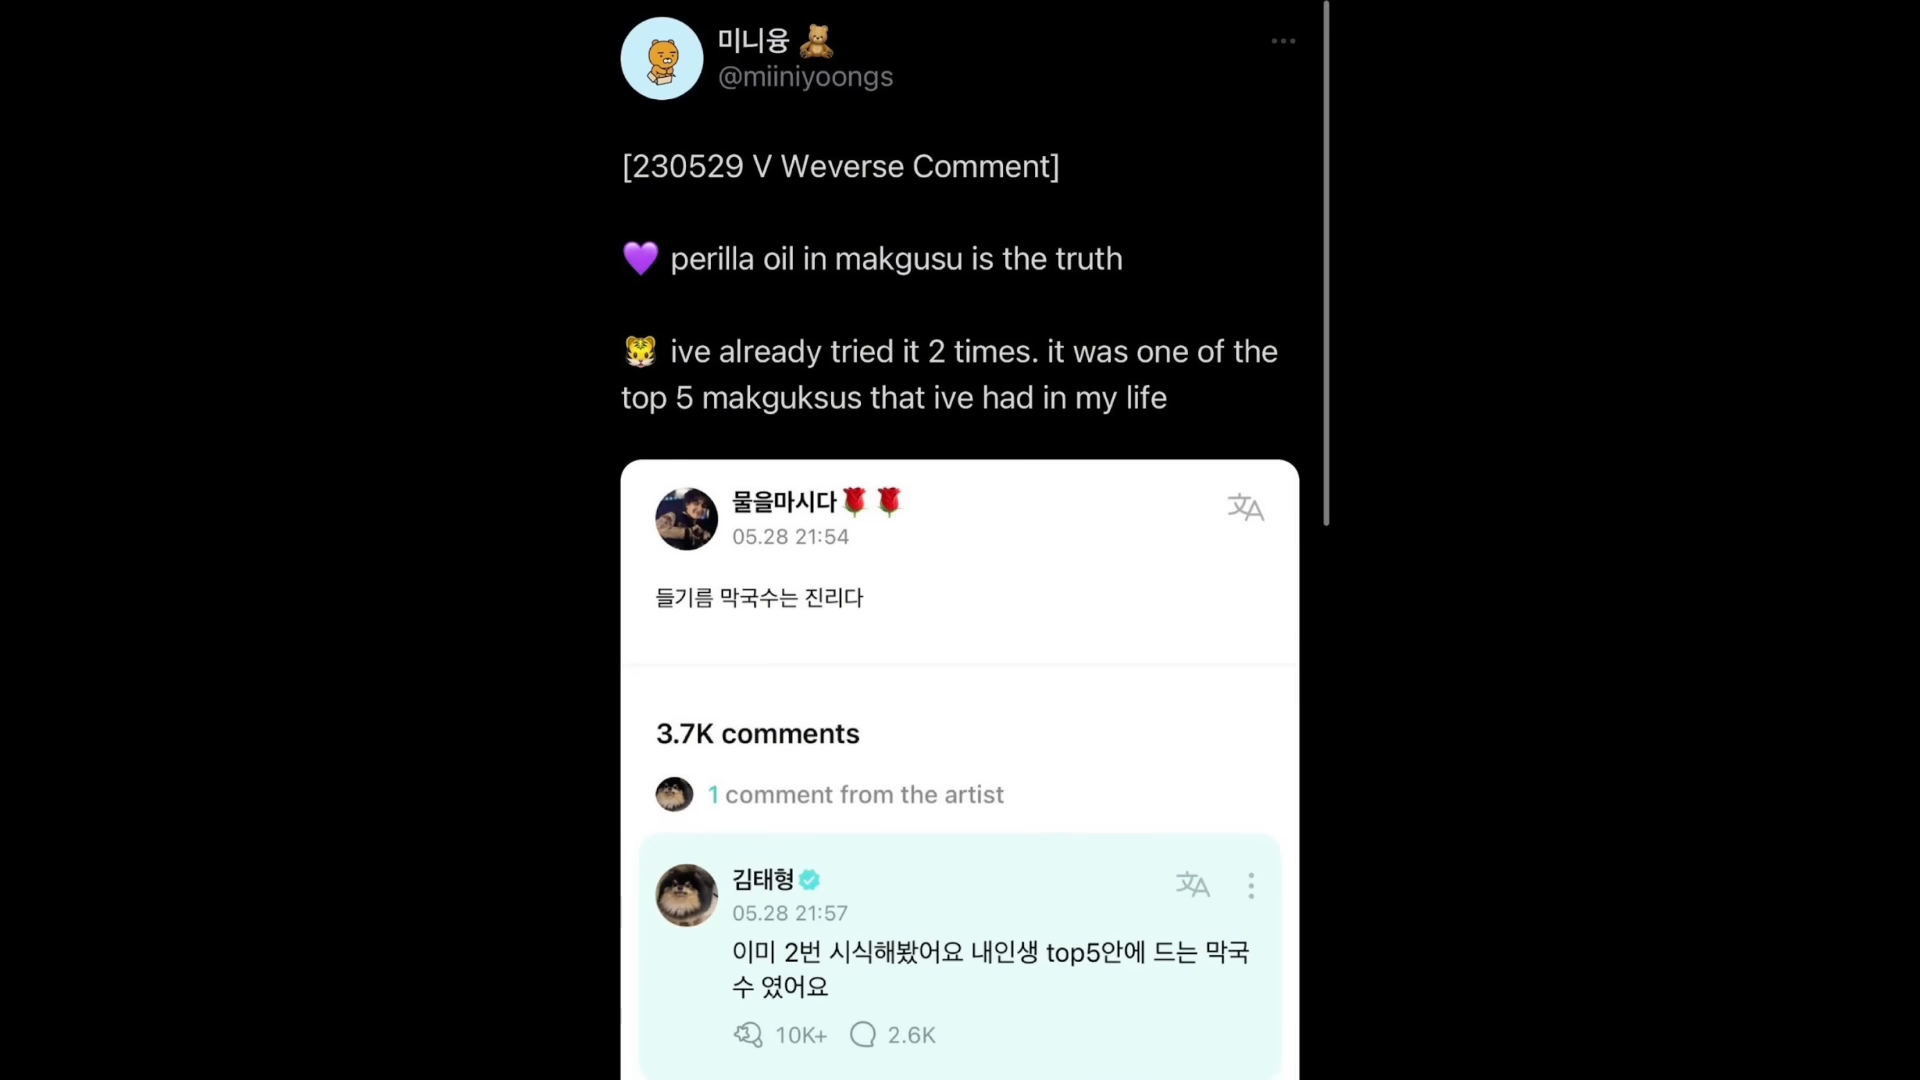 미니융 🧸
@miiniyoongs
[230529 V Weverse Comment]
💜 perilla oil in makgusu is the truth
🐯 ive already tried it 2 times. it was one of the
top 5 makguksus that ive had in my life
물을마시다🌹🌹
05.28 21:54
들기름 막국수는 진리다
3.7K comments
1 comment from the artist
김태형
05.28 21:57
이미 2번 시식해봤어요 내인생 top5안에 드는 막국
수 였어요
10K+ 2.6K